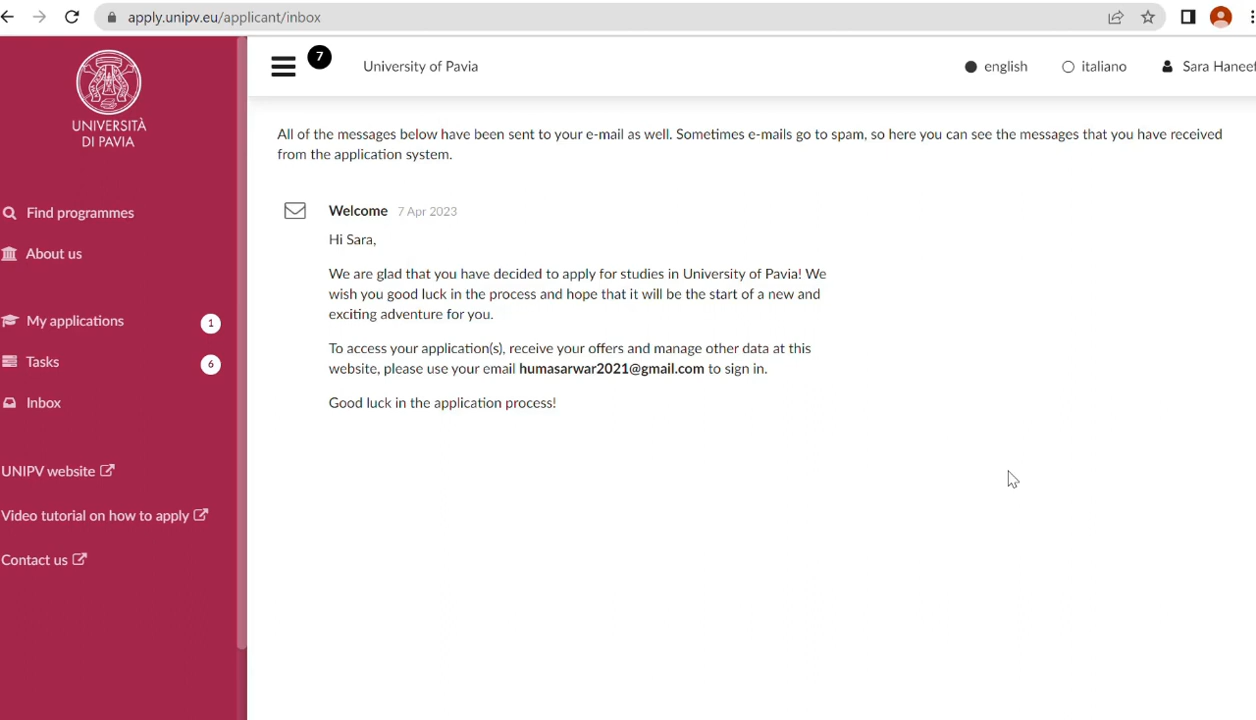 apply.unipv.eu/applicant/inbox
UNIVERSITÀ
DI PAVIA
Find programmes
About us
My applications 1
Tasks 6
Inbox
UNIPV website
Video tutorial on how to apply
Contact us
7 University of Pavia english italiano Sara Haneef
All of the messages below have been sent to your e-mail as well. Sometimes e-mails go to spam, so here you can see the messages that you have received
from the application system.
Welcome 7 Apr 2023
Hi Sara,
We are glad that you have decided to apply for studies in University of Pavia! We
wish you good luck in the process and hope that it will be the start of a new and
exciting adventure for you.
To access your application(s), receive your offers and manage other data at this
website, please use your email humasarwar2021@gmail.com to sign in.
Good luck in the application process!